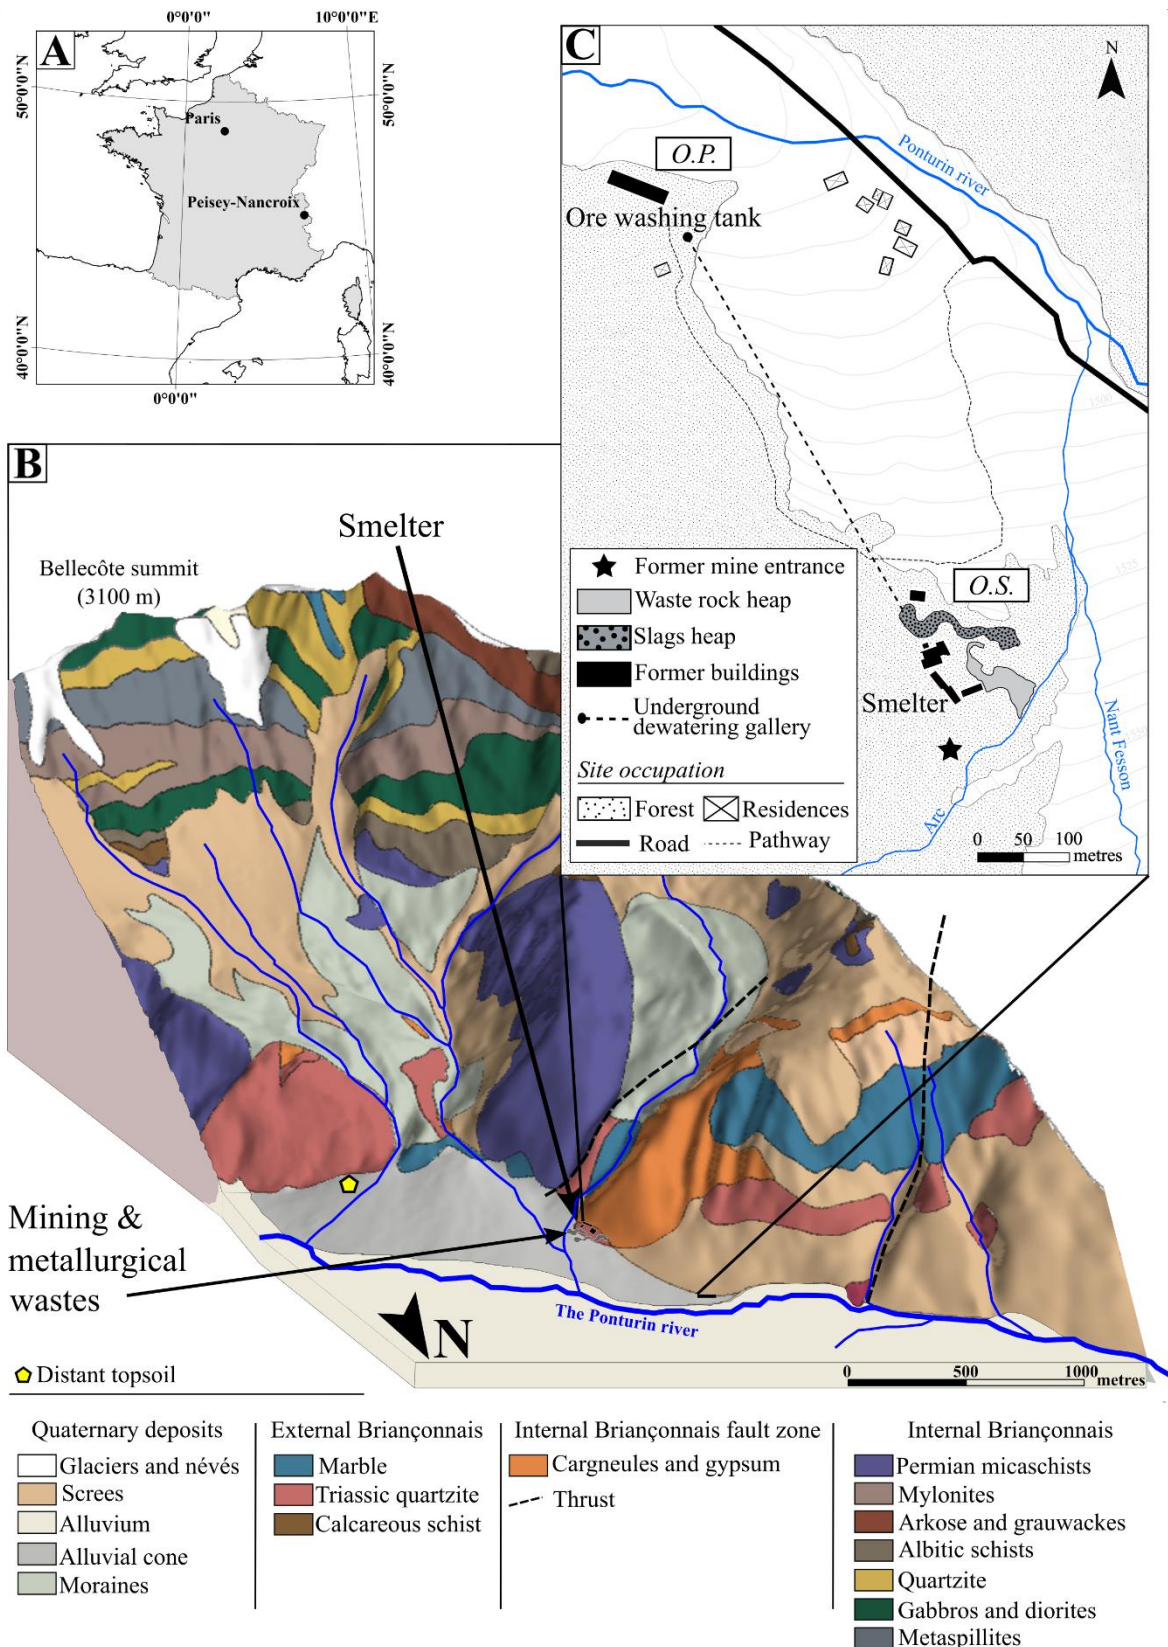 0°0'0"
10°0'0"E
A
50°0'0"N
50°0'0"N
Paris
Peisey-Nancroix
40°0'0"N
40°0'0"N
0°0'0"
C
N
O.P.
Ponturin river
Ore washing tank
1500
1525
O.S.
Smelter
Nant Fesson
Arc
0 50 100
metres
Former mine entrance
Waste rock heap
Slags heap
Former buildings
Underground
dewatering gallery
Site occupation
Forest
Residences
Road
Pathway
B
Smelter
Bellecôte summit
(3100 m)
Mining &
metallurgical
wastes
The Ponturin river
N
0 500 1000
metres
Distant topsoil
Quaternary deposits
Glaciers and névés
Screes
Alluvium
Alluvial cone
Moraines
External Briançonnais
Marble
Triassic quartzite
Calcareous schist
Internal Briançonnais fault zone
Cargneules and gypsum
Thrust
Internal Briançonnais
Permian micaschists
Mylonites
Arkose and grauwackes
Albitic schists
Quartzite
Gabbros and diorites
Metaspillites